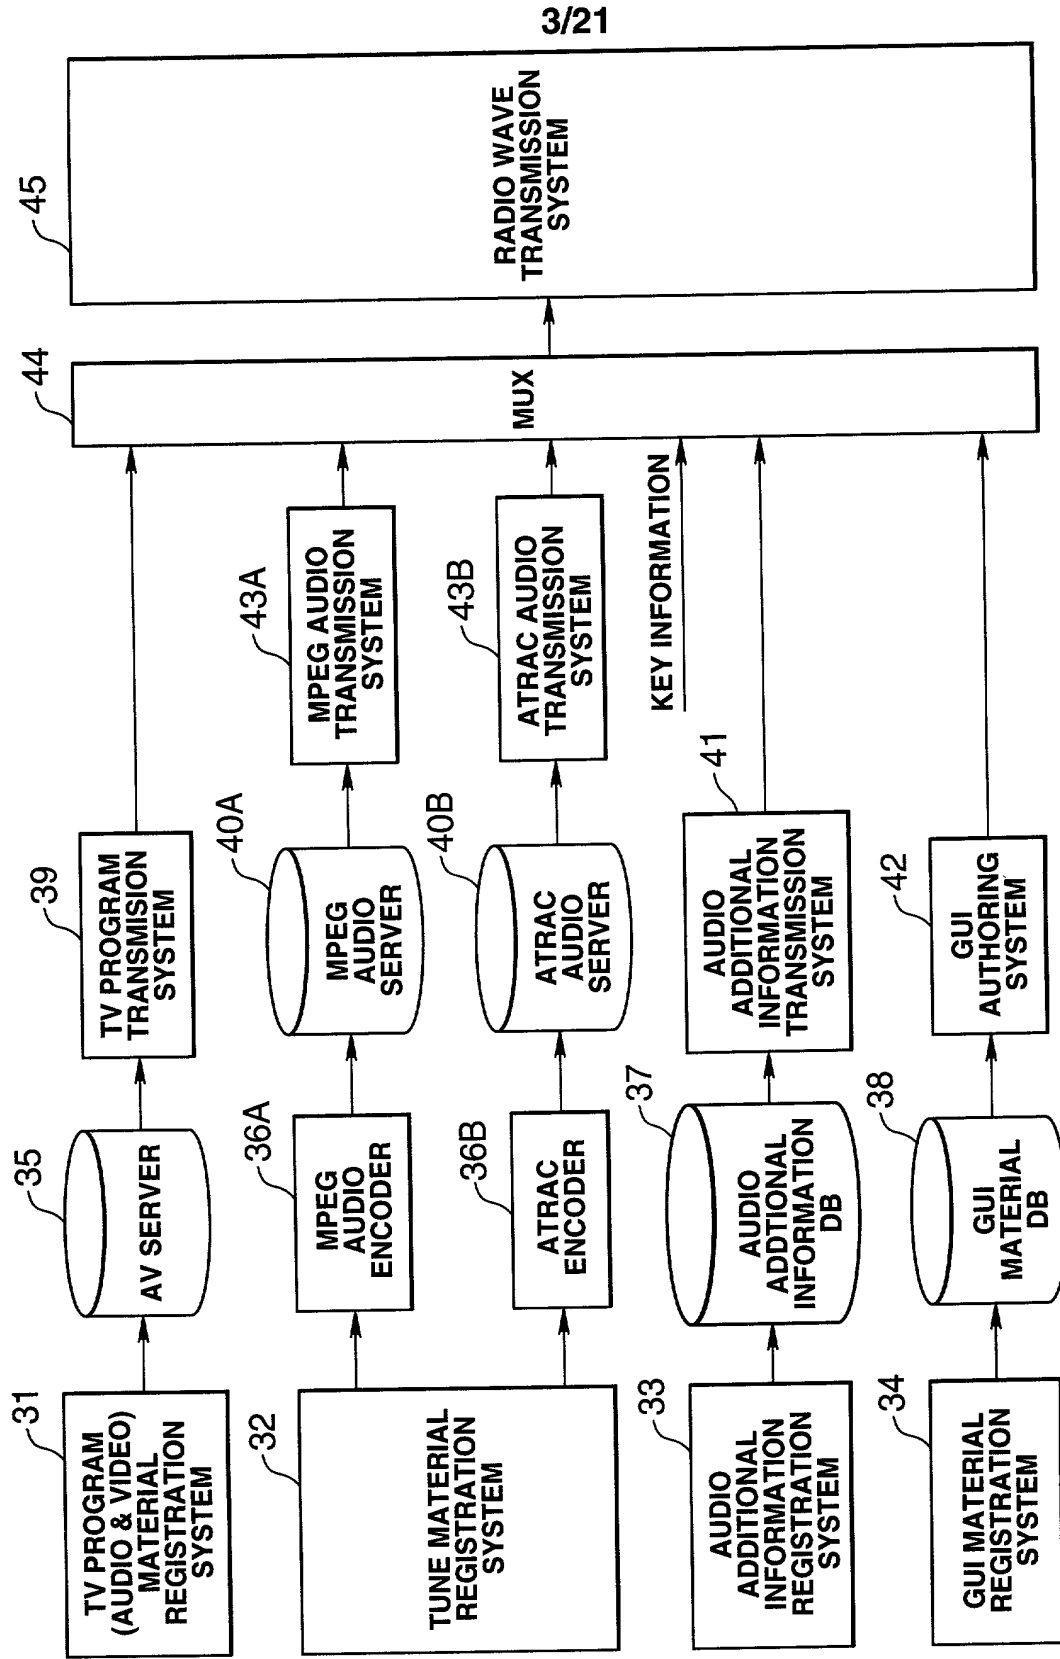 3/21
31
TV PROGRAM
(AUDIO & VIDEO)
MATERIAL
REGISTRATION
SYSTEM
35
AV SERVER
39
TV PROGRAM
TRANSMISION
SYSTEM
32
TUNE MATERIAL
REGISTRATION
SYSTEM
36A
MPEG
AUDIO
ENCODER
40A
MPEG
AUDIO
SERVER
43A
MPEG AUDIO
TRANSMISSION
SYSTEM
36B
ATRAC
ENCODER
40B
ATRAC
AUDIO
SERVER
43B
ATRAC AUDIO
TRANSMISSION
SYSTEM
KEY INFORMATION
33
AUDIO
ADDITIONAL
INFORMATION
REGISTRATION
SYSTEM
37
AUDIO
ADDTIONAL
INFORMATION
DB
41
AUDIO
ADDITIONAL
INFORMATION
TRANSMISSION
SYSTEM
34
GUI MATERIAL
REGISTRATION
SYSTEM
38
GUI
MATERIAL
DB
42
GUI
AUTHORING
SYSTEM
44
MUX
45
RADIO WAVE
TRANSMISSION
SYSTEM